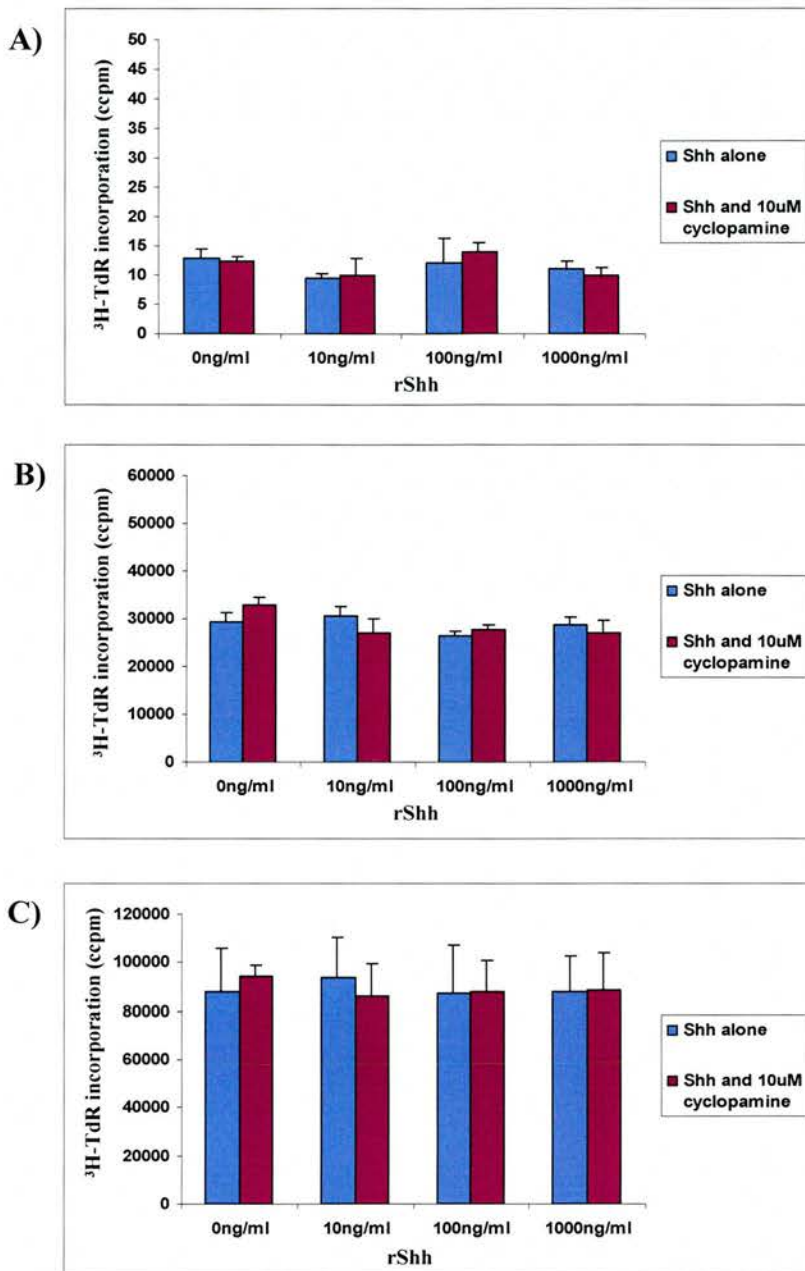 A)
³H-TdR incorporation (ccpm)
50
45
40
35
30
25
20
15
10
5
0
0ng/ml 10ng/ml 100ng/ml 1000ng/ml
rShh
Shh alone
Shh and 10uM
cyclopamine
B)
³H-TdR incorporation (ccpm)
60000
50000
40000
30000
20000
10000
0
0ng/ml 10ng/ml 100ng/ml 1000ng/ml
rShh
Shh alone
Shh and 10uM
cyclopamine
C)
³H-TdR incorporation (ccpm)
120000
100000
80000
60000
40000
20000
0
0ng/ml 10ng/ml 100ng/ml 1000ng/ml
rShh
Shh alone
Shh and 10uM
cyclopamine